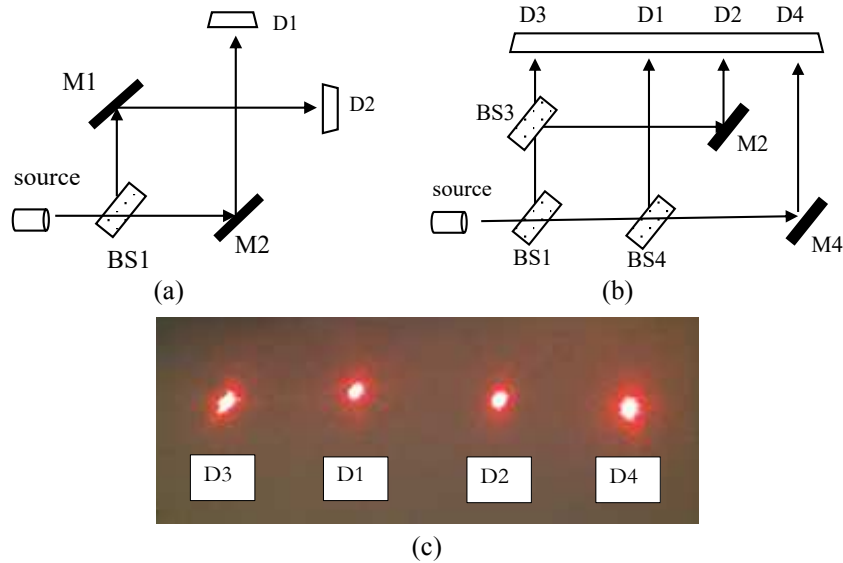 D1
M1
D2
source
M2
BS1
(a)
D3 D1 D2 D4
BS3
M2
source
BS1
BS4
M4
(b)
D3 D1 D2 D4
(c)